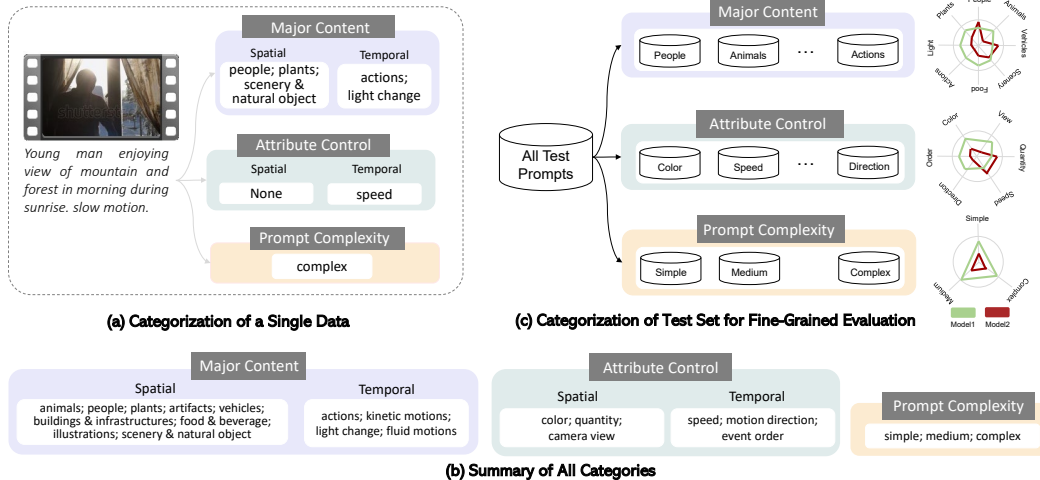 Major Content
Spatial
Temporal
people; plants;
scenery &
natural object
actions;
light change
shutterstock
Young man enjoying
view of mountain and
forest in morning during
sunrise. slow motion.
Attribute Control
Spatial
Temporal
None
speed
Prompt Complexity
complex
(a) Categorization of a Single Data
All Test
Prompts
Major Content
People
Animals
...
Actions
Attribute Control
Color
Speed
...
Direction
Prompt Complexity
Simple
Medium
Complex
People
Animals
Vehicles
Scenery
Food
Actions
Light
Plants
Color
View
Quantity
Speed
Direction
Order
Simple
Complex
Medium
Model1
Model2
(c) Categorization of Test Set for Fine-Grained Evaluation
Major Content
Spatial
Temporal
animals; people; plants; artifacts; vehicles;
buildings & infrastructures; food & beverage;
illustrations; scenery & natural object
actions; kinetic motions;
light change; fluid motions
Attribute Control
Spatial
Temporal
color; quantity;
camera view
speed; motion direction;
event order
Prompt Complexity
simple; medium; complex
(b) Summary of All Categories